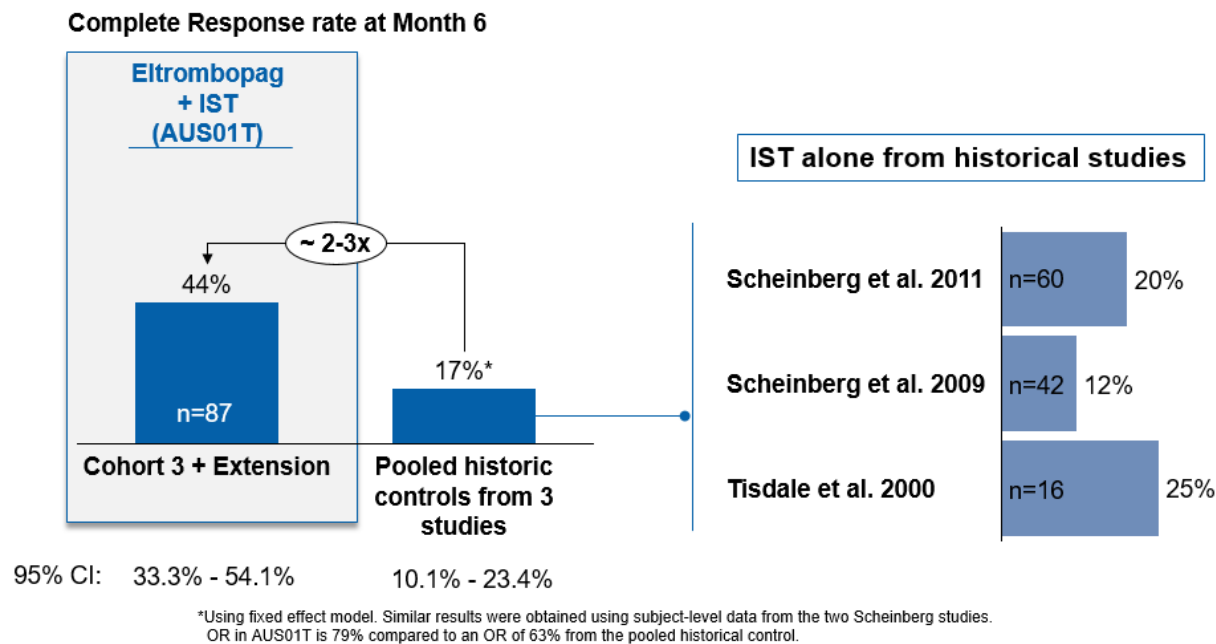 Complete Response rate at Month 6
Eltrombopag
+ IST
(AUS01T)
~ 2-3x
44%
n=87
17%*
Cohort 3 + Extension
Pooled historic
controls from 3
studies
95% CI:
33.3% - 54.1%
10.1% - 23.4%
IST alone from historical studies
Scheinberg et al. 2011
n=60
20%
Scheinberg et al. 2009
n=42
12%
Tisdale et al. 2000
n=16
25%
*Using fixed effect model. Similar results were obtained using subject-level data from the two Scheinberg studies.
OR in AUS01T is 79% compared to an OR of 63% from the pooled historical control.